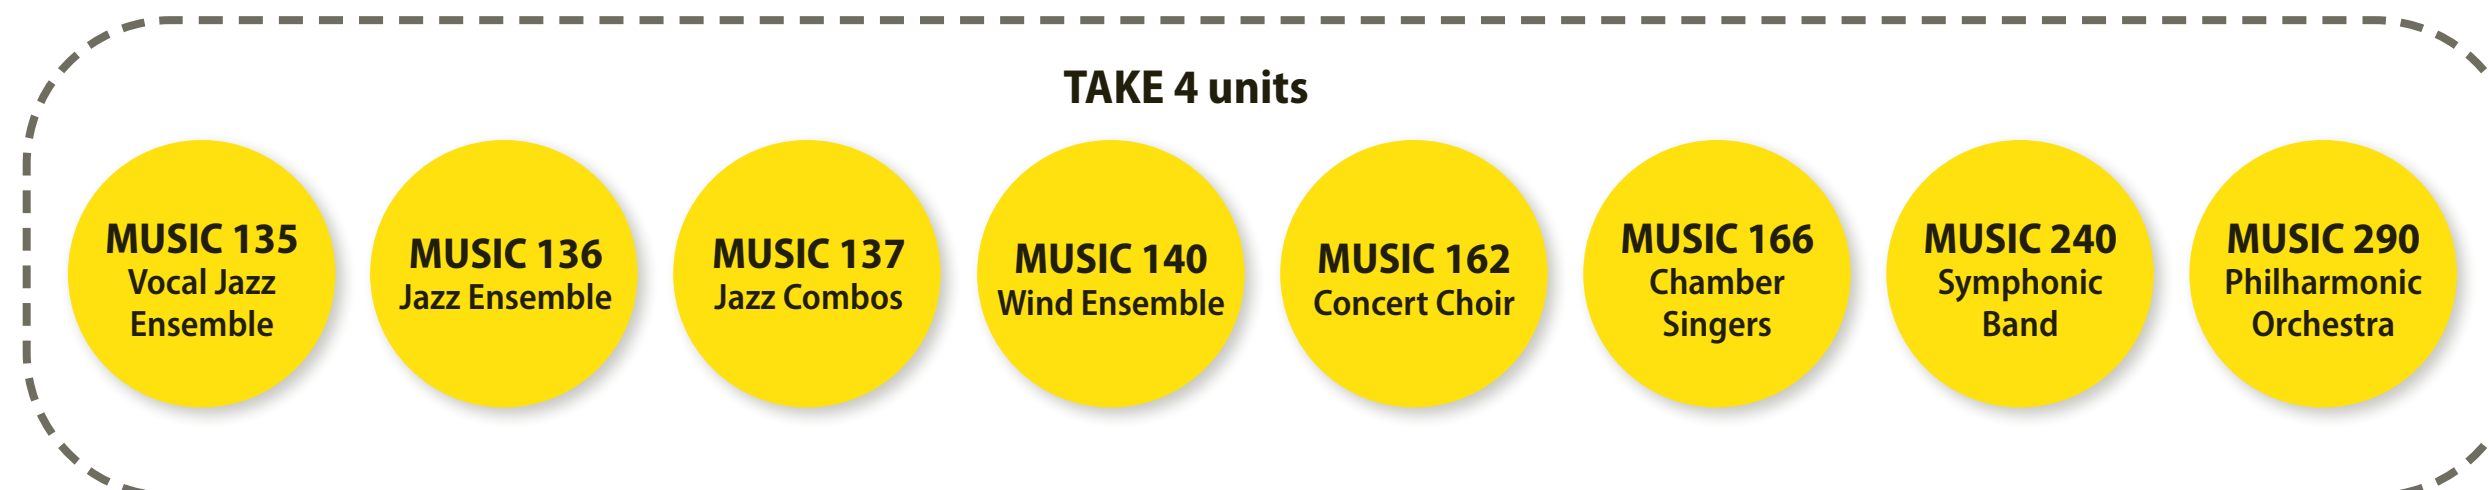 TAKE 4 units
MUSIC 135
Vocal Jazz
Ensemble
MUSIC 136
Jazz Ensemble
MUSIC 137
Jazz Combos
MUSIC 140
Wind Ensemble
MUSIC 162
Concert Choir
MUSIC 166
Chamber
Singers
MUSIC 240
Symphonic
Band
MUSIC 290
Philharmonic
Orchestra